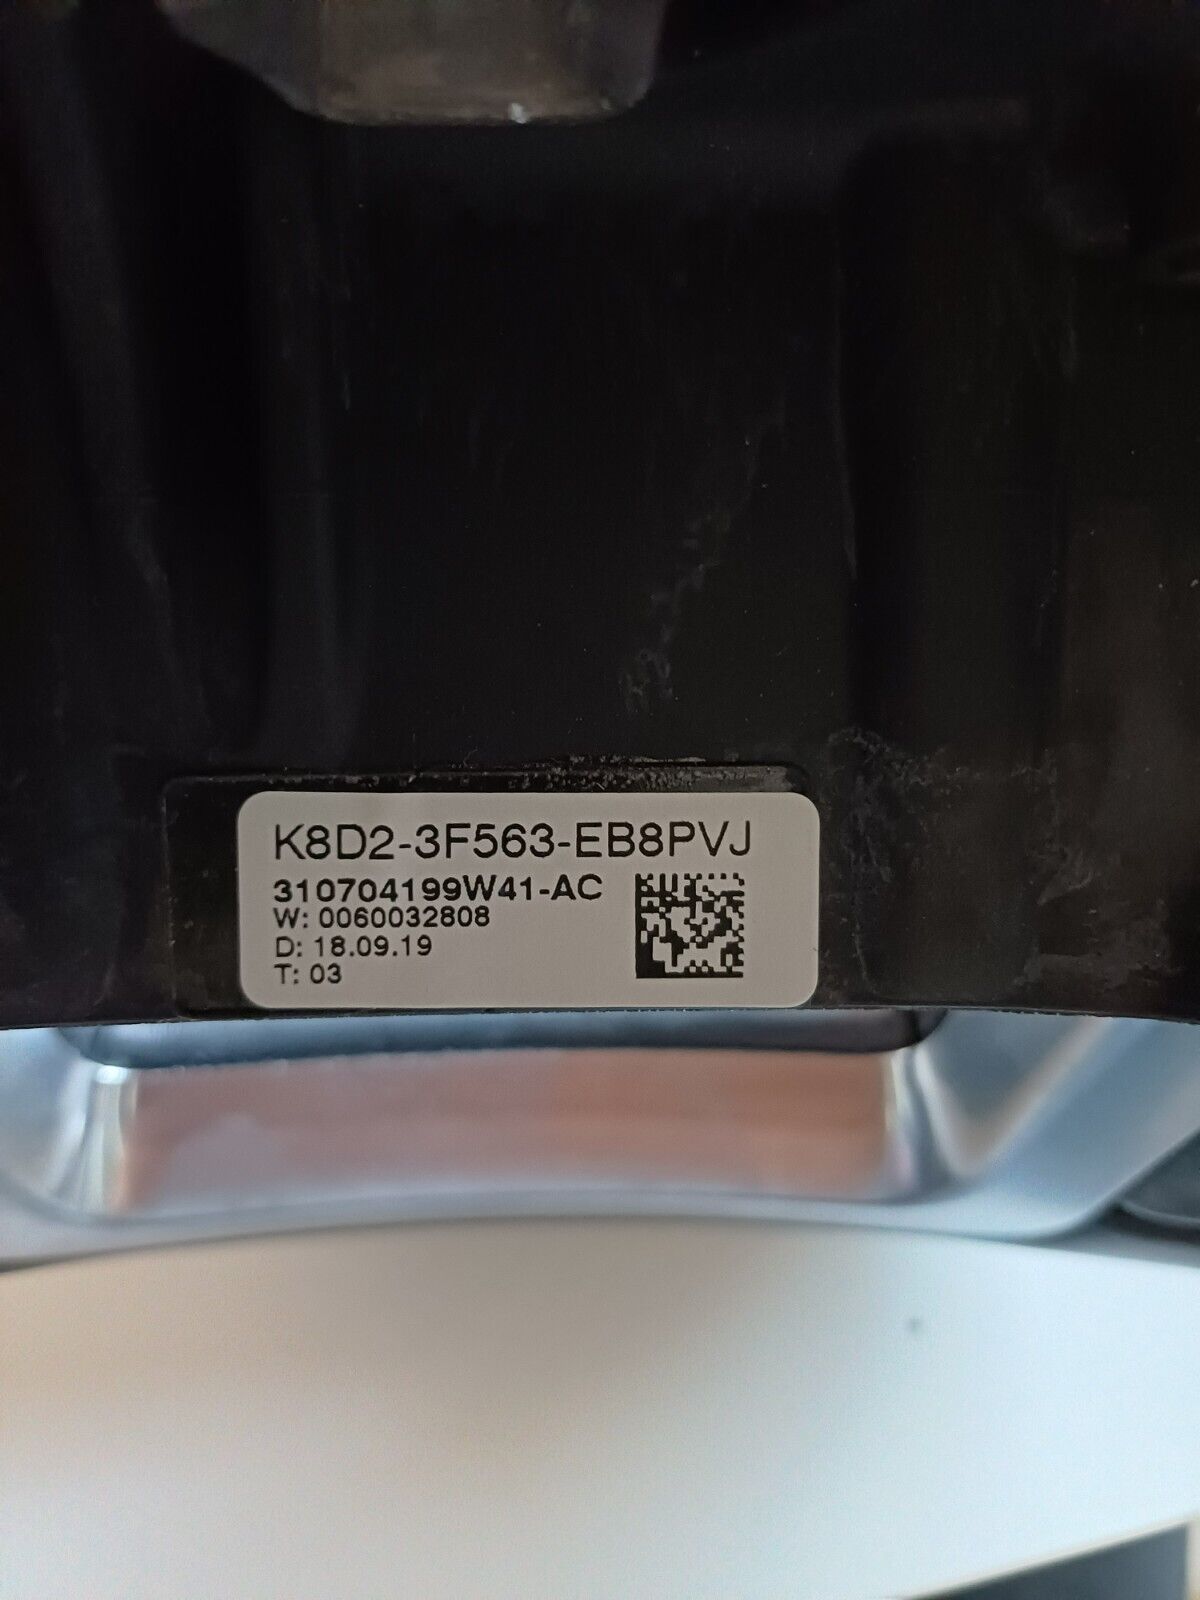 K8D2-3F563-EB8PVJ
310704199W41-AC
W: 0060032808
D: 18.09.19
T: 03